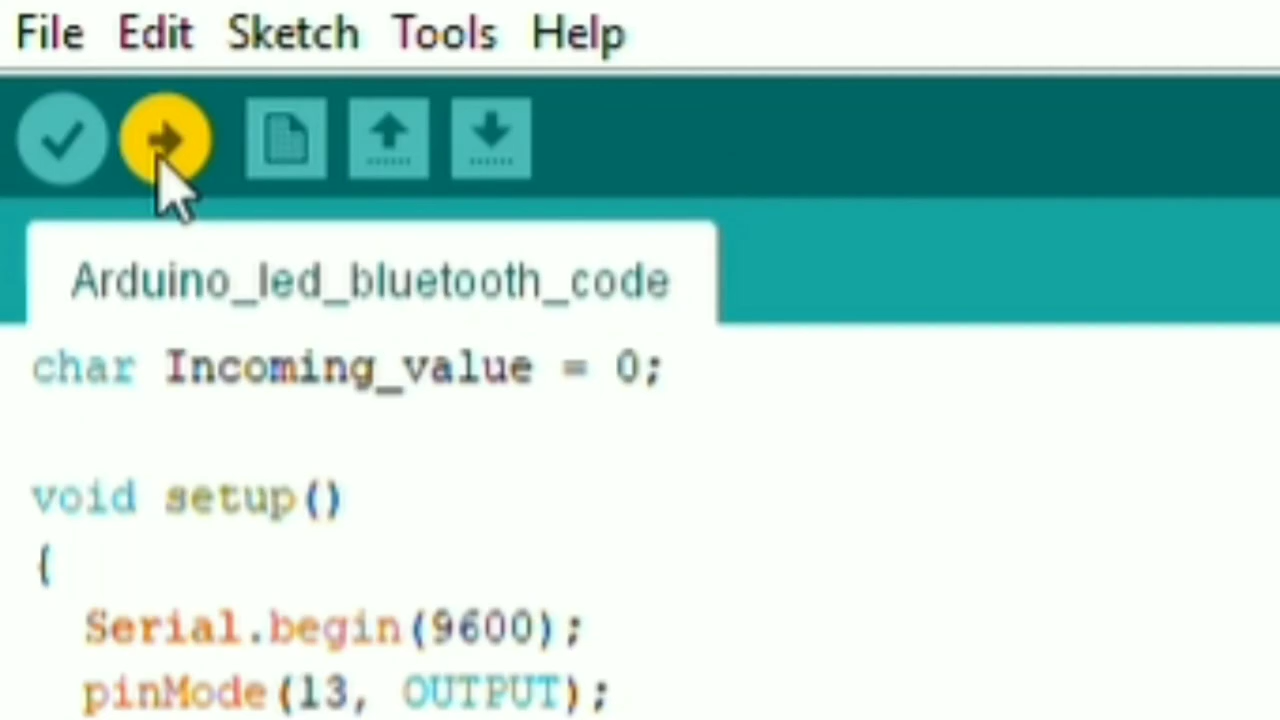 File Edit Sketch Tools Help
Arduino_led_bluetooth_code
char Incoming_value = 0;
void setup()
{
Serial.begin(9600);
pinMode(13, OUTPUT);